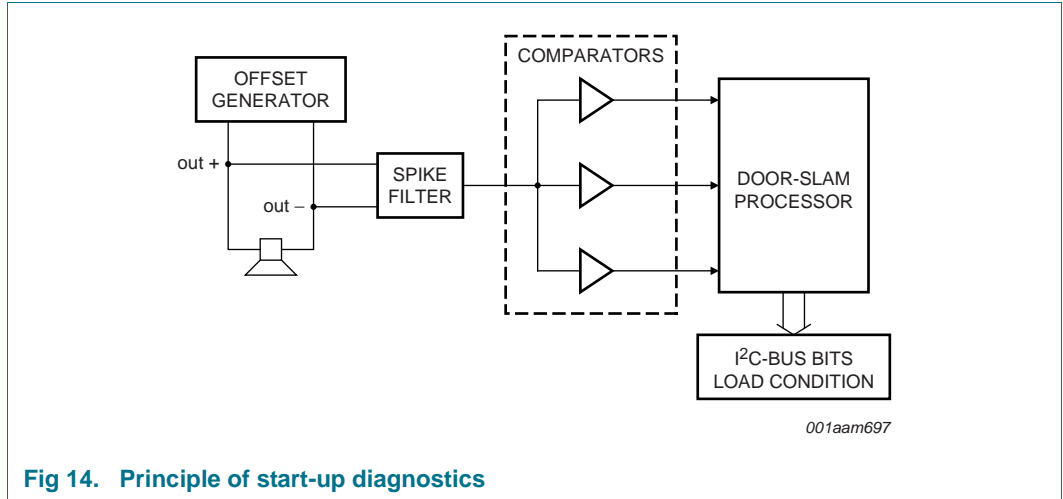 OFFSET
GENERATOR
COMPARATORS
out +
out −
SPIKE
FILTER
DOOR-SLAM
PROCESSOR
I²C-BUS BITS
LOAD CONDITION
001aam697
Fig 14. Principle of start-up diagnostics